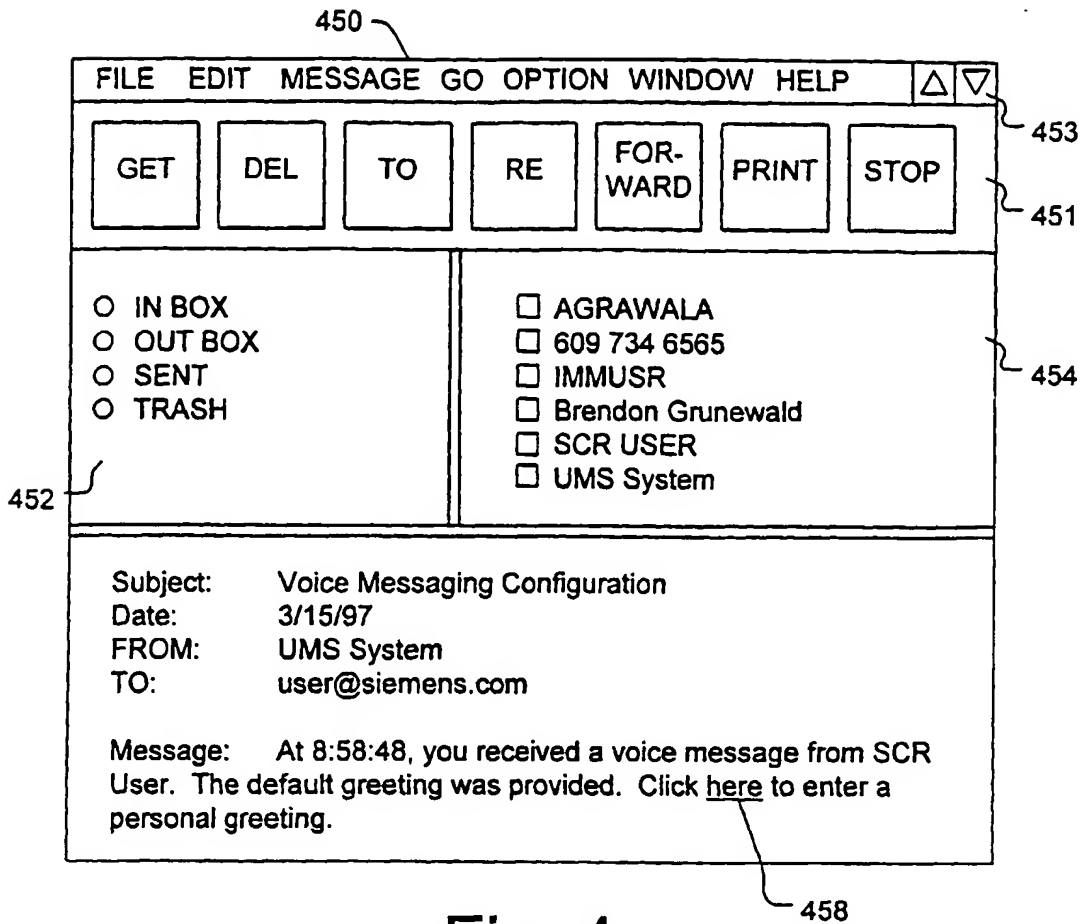 450
FILE EDIT MESSAGE GO OPTION WINDOW HELP
453
GET DEL TO RE FOR-
WARD PRINT STOP
451
IN BOX
OUT BOX
SENT
TRASH
452
AGRAWALA
609 734 6565
IMMUSR
Brendon Grunewald
SCR USER
UMS System
454
Subject: Voice Messaging Configuration
Date: 3/15/97
FROM: UMS System
TO: user@siemens.com
Message: At 8:58:48, you received a voice message from SCR
User. The default greeting was provided. Click here to enter a
personal greeting.
458